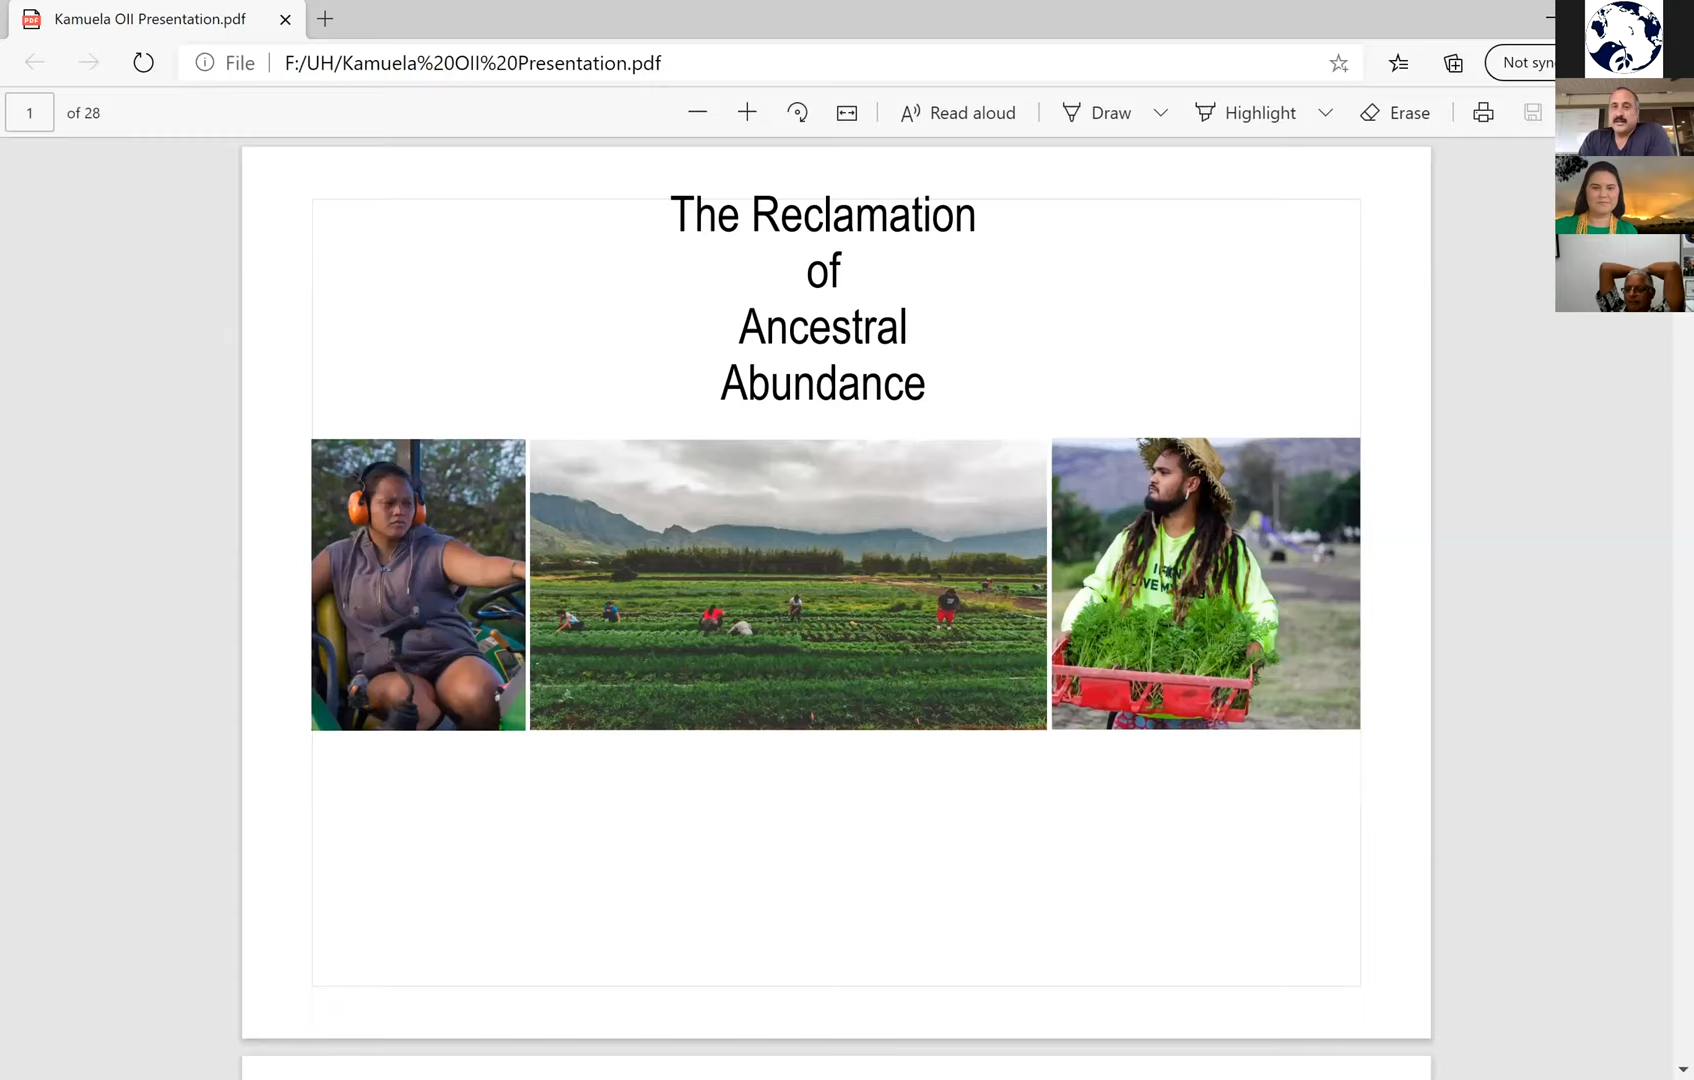 Kamuela OII Presentation.pdf
File F:/UH/Kamuela%20OII%20Presentation.pdf
Not syn
1 of 28
Read aloud Draw Highlight Erase
The Reclamation
of
Ancestral
Abundance